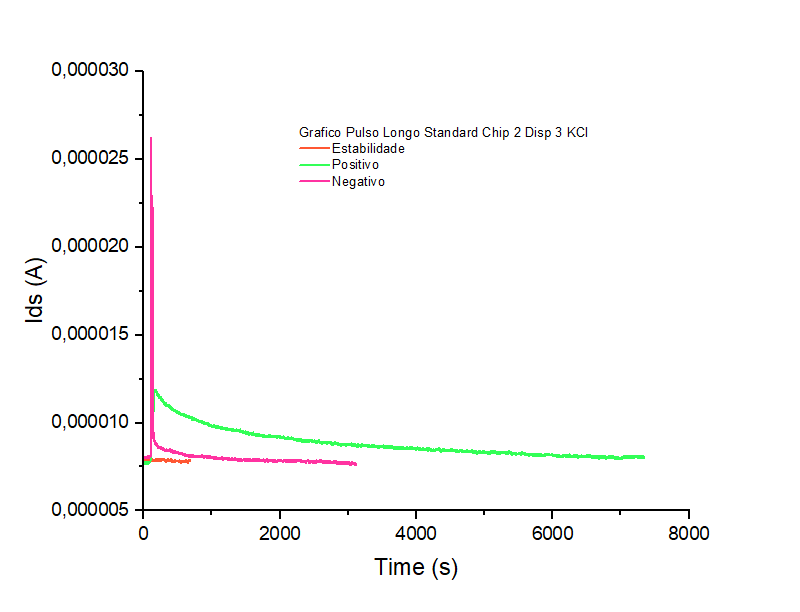 0,000030
0,000025
0,000020
0,000015
0,000010
0,000005
Ids (A)
Grafico Pulso Longo Standard Chip 2 Disp 3 KCl
Estabilidade
Positivo
Negativo
0 2000 4000 6000 8000
Time (s)